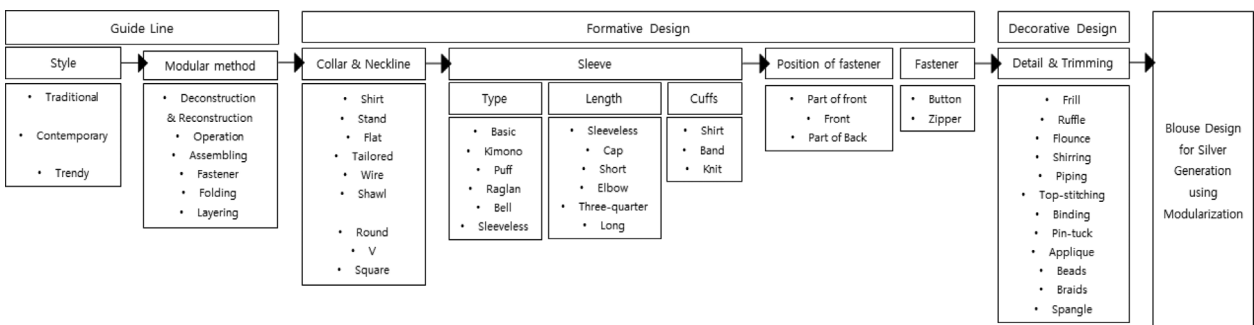 Guide Line
Formative Design
Decorative Design
Style
Modular method
Collar & Neckline
Sleeve
Position of fastener
Fastener
Detail & Trimming
• Traditional
• Contemporary
• Trendy
• Deconstruction
& Reconstruction
• Operation
• Assembling
• Fastener
• Folding
• Layering
• Shirt
• Stand
• Flat
• Tailored
• Wire
• Shawl
• Round
• V
• Square
Type
• Basic
• Kimono
• Puff
• Raglan
• Bell
• Sleeveless
Length
• Sleeveless
• Cap
• Short
• Elbow
• Three-quarter
• Long
Cuffs
• Shirt
• Band
• Knit
• Part of front
• Front
• Part of Back
• Button
• Zipper
• Frill
• Ruffle
• Flounce
• Shirring
• Piping
• Top-stitching
• Binding
• Pin-tuck
• Applique
• Beads
• Braids
• Spangle
Blouse Design
for Silver
Generation
using
Modularization